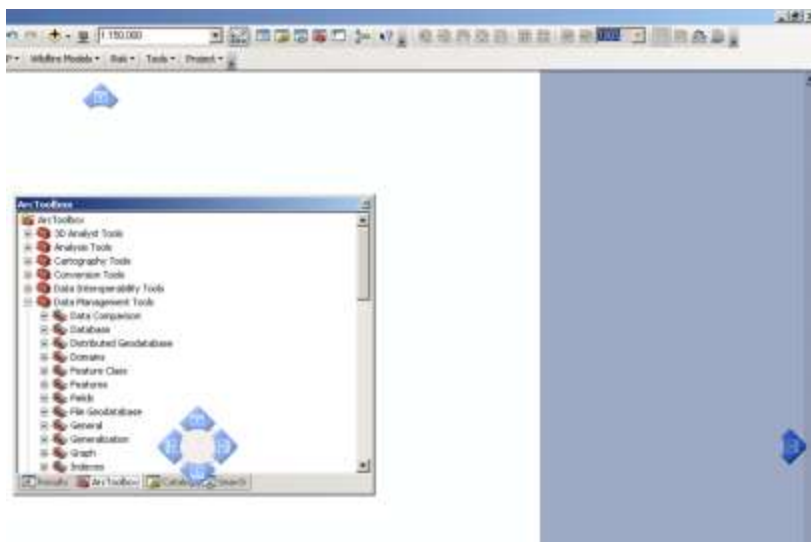 1:150,000
Wildfire Models Risk Tools Project
ArcToolbox
ArcToolbox
3D Analyst Tools
Analysis Tools
Cartography Tools
Conversion Tools
Data Interoperability Tools
Data Management Tools
Data Comparison
Database
Distributed Geodatabase
Domains
Feature Class
Features
Fields
File Geodatabase
General
Generalization
Graph
Indexes
Results ArcToolbox Search